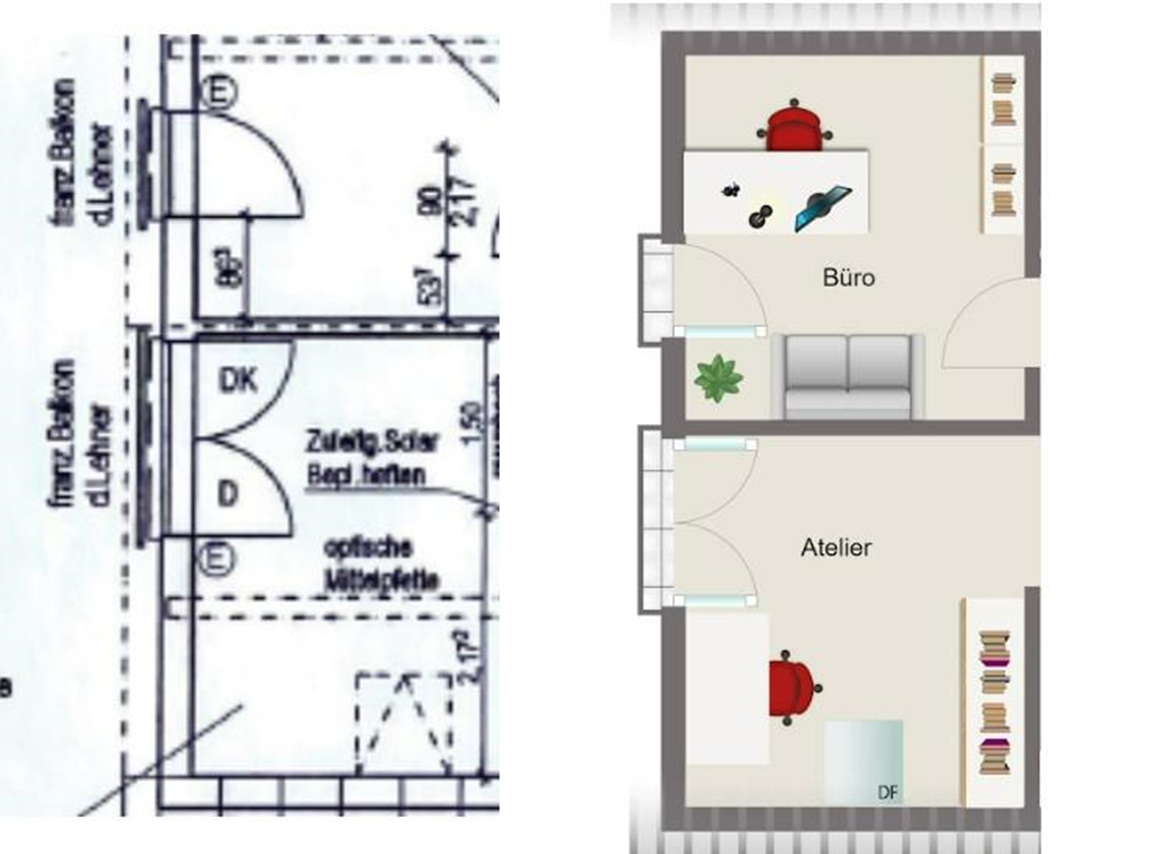 franz.Balkon
d.Lehner
E
90
2,17
86³
53⁷
franz.Balkon
d.Lehner
DK
D
E
1,50
Zuleitg.Solar
Bepl.heften
optische
Mittelpfette
2,17²
Büro
Atelier
DF